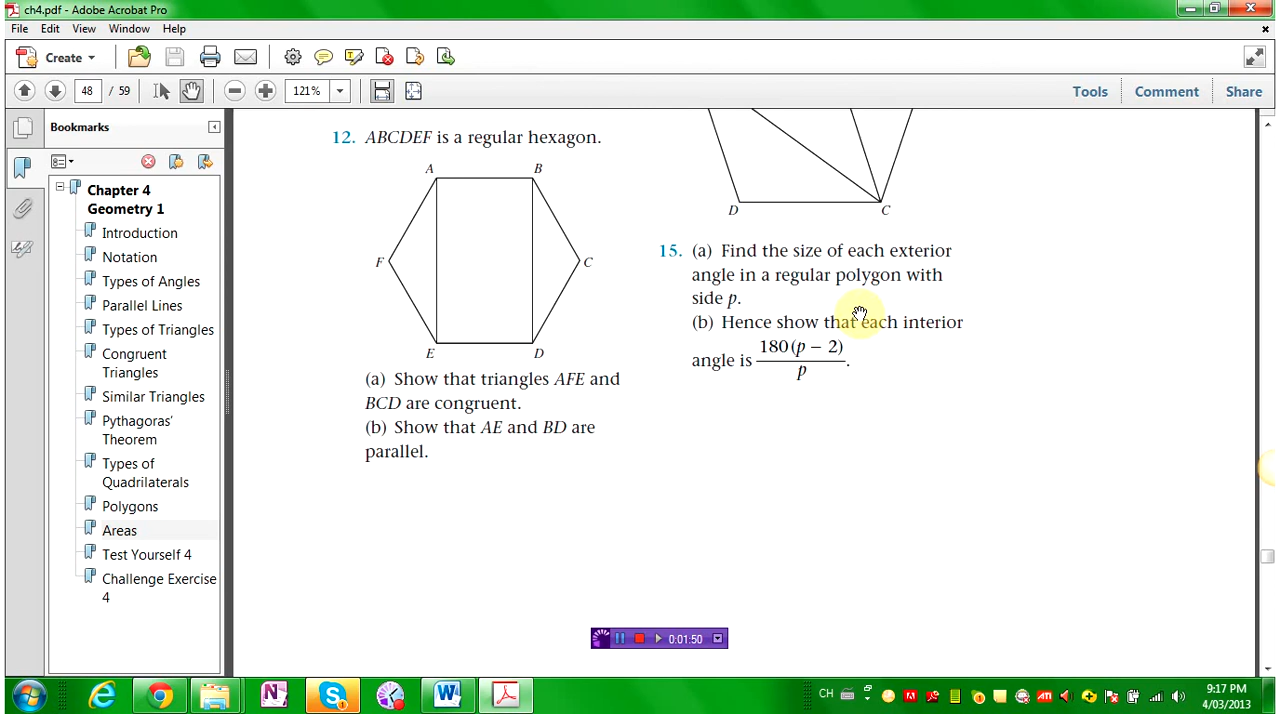 ch4.pdf - Adobe Acrobat Pro
File Edit View Window Help
Create
48 / 59 121% Tools Comment Share
Bookmarks
Chapter 4
Geometry 1
Introduction
Notation
Types of Angles
Parallel Lines
Types of Triangles
Congruent
Triangles
Similar Triangles
Pythagoras'
Theorem
Types of
Quadrilaterals
Polygons
Areas
Test Yourself 4
Challenge Exercise
4
12. ABCDEF is a regular hexagon.
A B
F C
E D
(a) Show that triangles AFE and
BCD are congruent.
(b) Show that AE and BD are
parallel.
D C
15. (a) Find the size of each exterior
angle in a regular polygon with
side p.
(b) Hence show that each interior
angle is 180(p − 2)/p.
0:01:50
CH
9:17 PM
4/03/2013